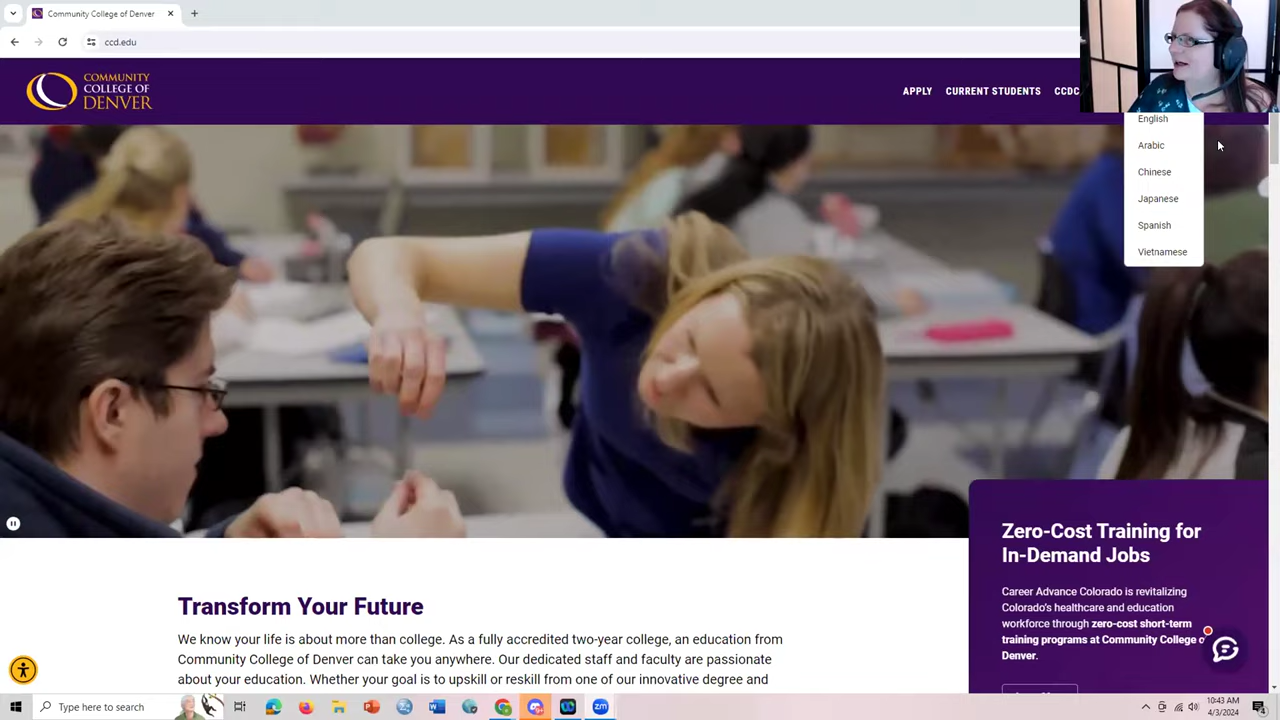 Community College of Denver
ccd.edu
COMMUNITY
COLLEGE OF
DENVER
APPLY
CURRENT STUDENTS
CCDC
English
Arabic
Chinese
Japanese
Spanish
Vietnamese
Zero-Cost Training for
In-Demand Jobs
Career Advance Colorado is revitalizing
Colorado's healthcare and education
workforce through zero-cost short-term
training programs at Community College o
Denver.
Transform Your Future
We know your life is about more than college. As a fully accredited two-year college, an education from
Community College of Denver can take you anywhere. Our dedicated staff and faculty are passionate
about your education. Whether your goal is to upskill or reskill from one of our innovative degree and
Type here to search
10:43 AM
4/3/2024